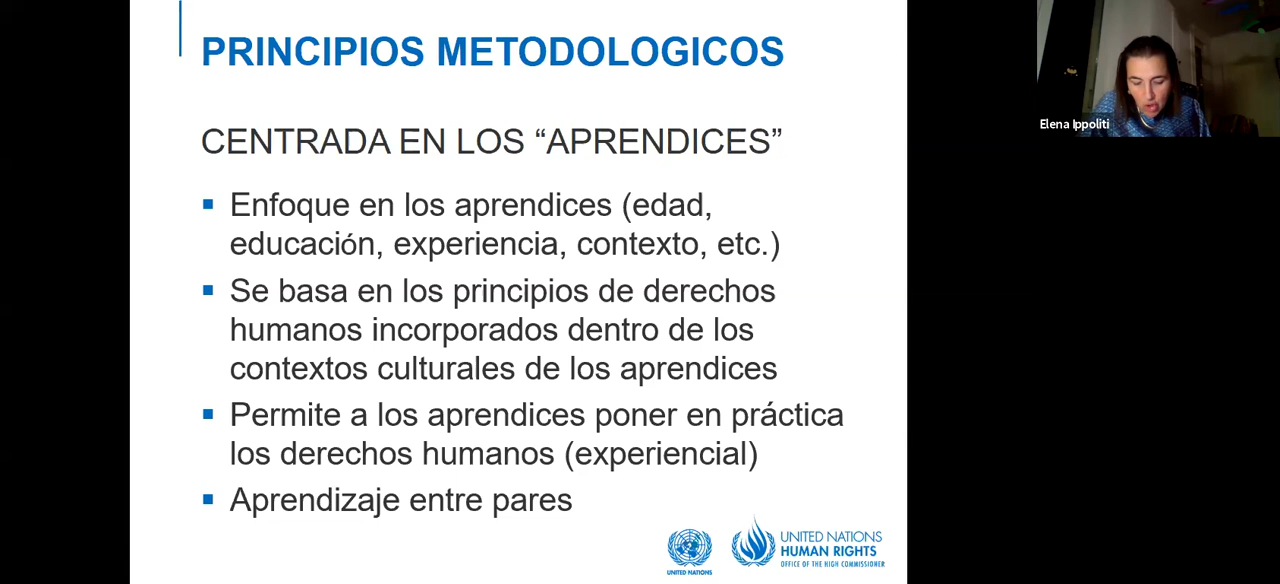 PRINCIPIOS METODOLOGICOS
CENTRADA EN LOS “APRENDICES”
Enfoque en los aprendices (edad,
educación, experiencia, contexto, etc.)
Se basa en los principios de derechos
humanos incorporados dentro de los
contextos culturales de los aprendices
Permite a los aprendices poner en práctica
los derechos humanos (experiencial)
Aprendizaje entre pares
UNITED NATIONS
UNITED NATIONS
HUMAN RIGHTS
OFFICE OF THE HIGH COMMISSIONER
Elena Ippoliti